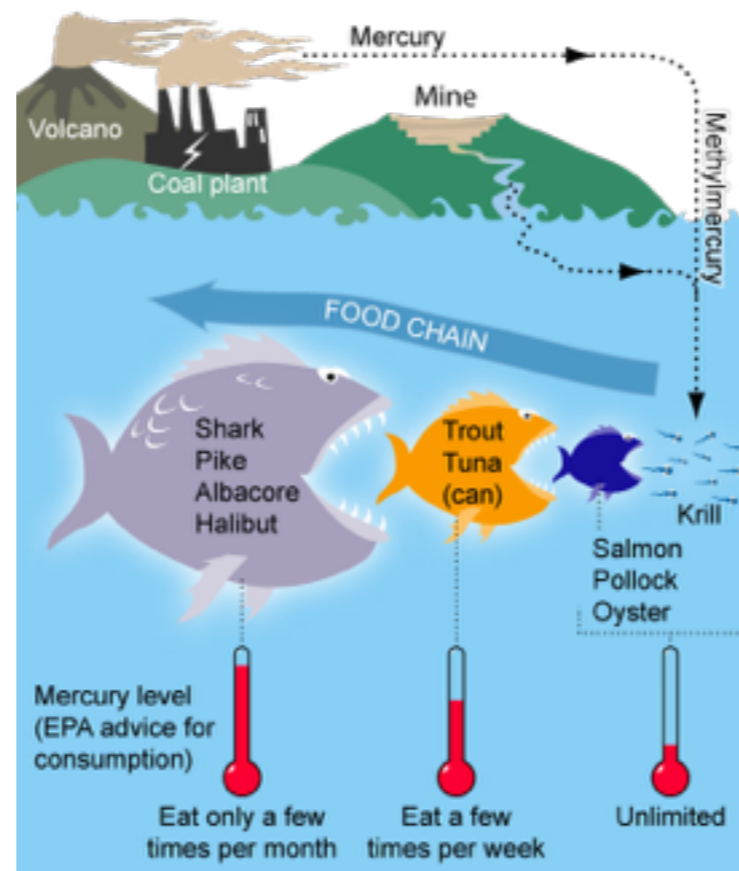 Mercury
Mine
Volcano
Coal plant
Methylmercury
FOOD CHAIN
Shark
Pike
Albacore
Halibut
Trout
Tuna
(can)
Krill
Salmon
Pollock
Oyster
Mercury level
(EPA advice for
consumption)
Eat only a few
times per month
Eat a few
times per week
Unlimited